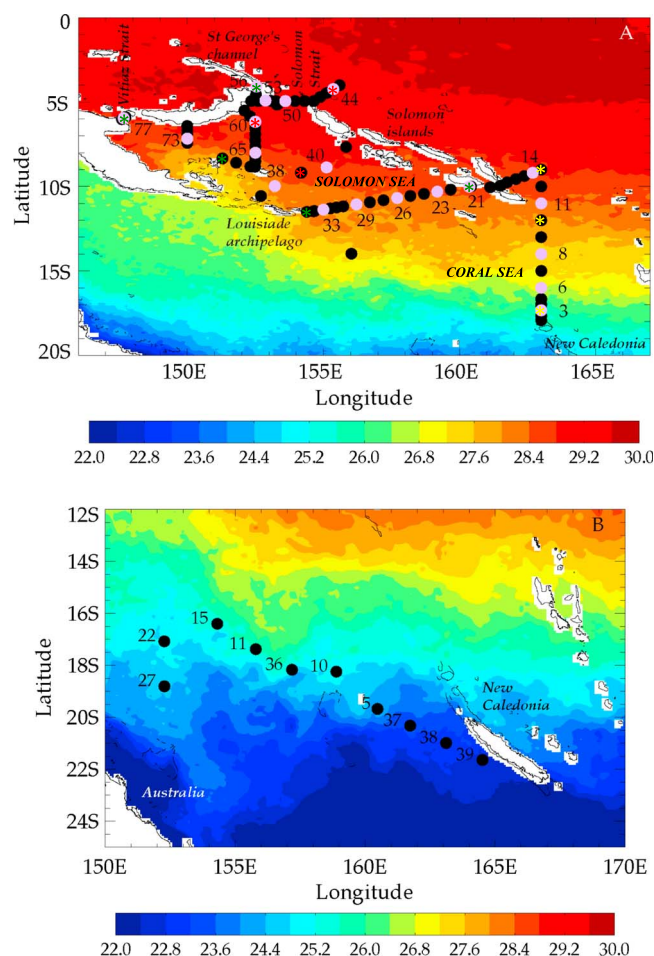 0
5S
10S
15S
20S
Latitude
A
St George's
channel
Vitiaz Strait
Solomon
Strait
Solomon
islands
SOLOMON SEA
Louisiade
archipelago
CORAL SEA
New Caledonia
56
53
50
44
77
73
60
65
38
40
33
29
26
23
21
14
11
8
6
3
150E 155E 160E 165E
Longitude
22.0 22.8 23.6 24.4 25.2 26.0 26.8 27.6 28.4 29.2 30.0
12S
14S
16S
18S
20S
22S
24S
Latitude
B
15
22
11
36
10
27
5
37
38
39
New
Caledonia
Australia
150E 155E 160E 165E 170E
Longitude
22.0 22.8 23.6 24.4 25.2 26.0 26.8 27.6 28.4 29.2 30.0